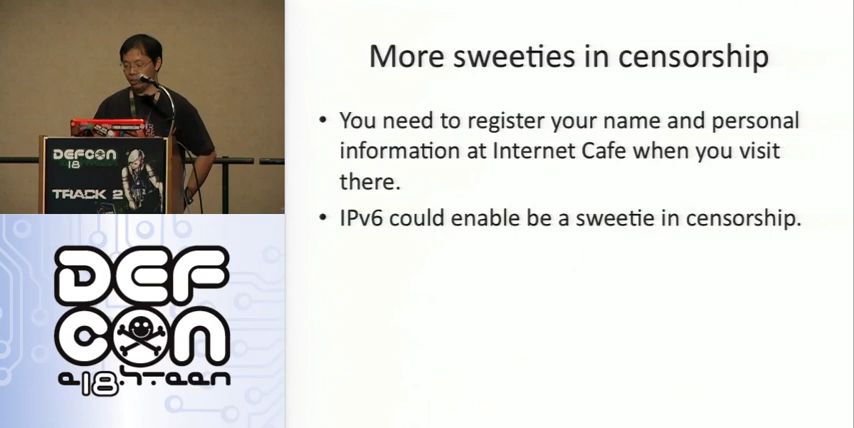 More sweeties in censorship
• You need to register your name and personal
information at Internet Cafe when you visit
there.
• IPv6 could enable be a sweetie in censorship.
DEFCON
18
TRACK 2
DEF
CON
e18hteen